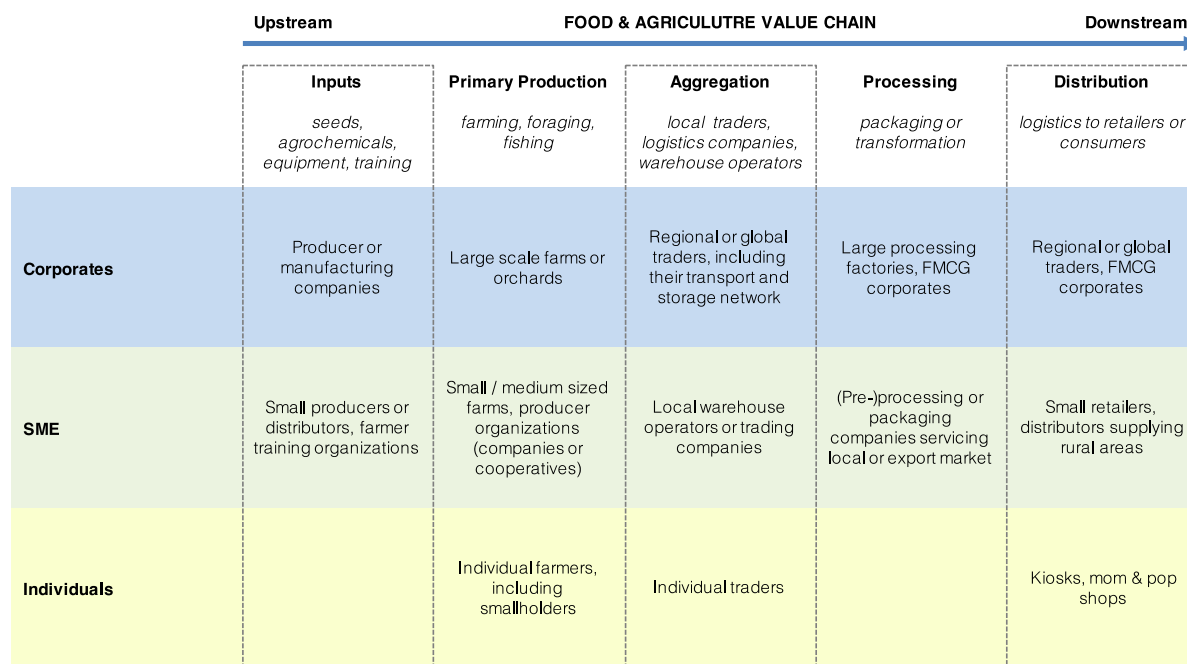 Upstream FOOD & AGRICULUTRE VALUE CHAIN Downstream
Inputs
seeds,
agrochemicals,
equipment, training
Primary Production
farming, foraging,
fishing
Aggregation
local traders,
logistics companies,
warehouse operators
Processing
packaging or
transformation
Distribution
logistics to retailers or
consumers
Corporates
Producer or
manufacturing
companies
Large scale farms or
orchards
Regional or global
traders, including
their transport and
storage network
Large processing
factories, FMCG
corporates
Regional or global
traders, FMCG
corporates
SME
Small producers or
distributors, farmer
training organizations
Small / medium sized
farms, producer
organizations
(companies or
cooperatives)
Local warehouse
operators or trading
companies
(Pre-)processing or
packaging
companies servicing
local or export market
Small retailers,
distributors supplying
rural areas
Individuals
Individual farmers,
including
smallholders
Individual traders
Kiosks, mom & pop
shops